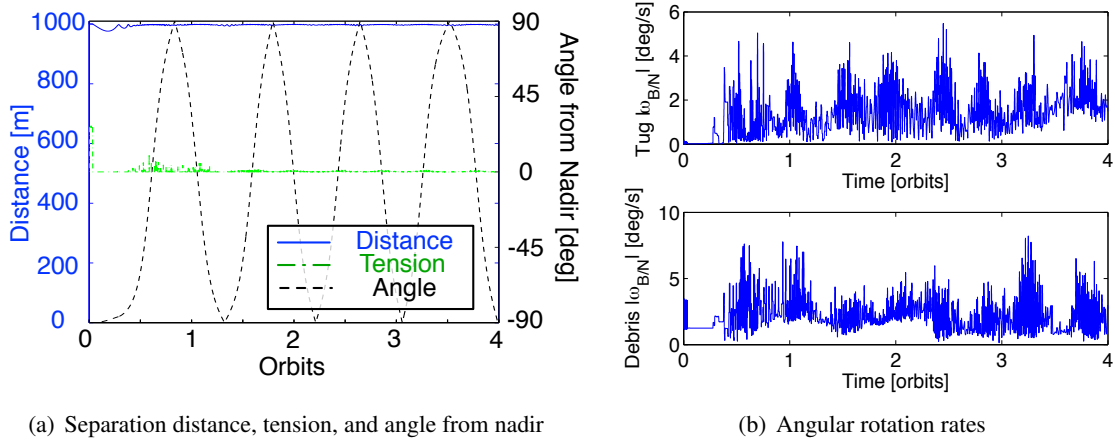 1000
800
600
400
200
0
Distance [m]
90
45
0
-45
-90
Angle from Nadir [deg]
Distance
Tension
Angle
0 1 2 3 4
Orbits
6
4
2
0
Tug κω_{B/N}| [deg/s]
0 1 2 3 4
Time [orbits]
10
5
0
Debris |ω_{B/N}| [deg/s]
0 1 2 3 4
Time [orbits]
(a) Separation distance, tension, and angle from nadir
(b) Angular rotation rates